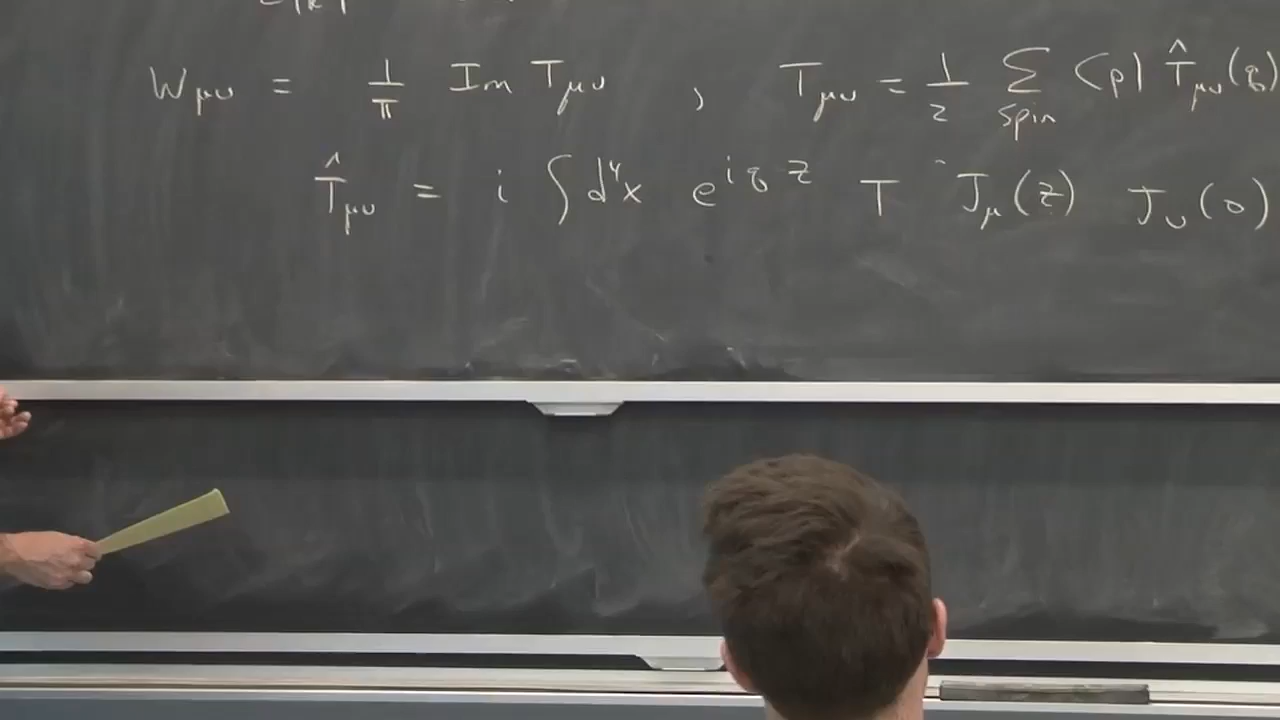 W_μν = 1/π Im T_μν , T_μν = 1/2 Σ_spin ⟨p| T̂_μν(q)
T̂_μν = i ∫d⁴x e^{iqz} T J_μ(z) J_ν(0)